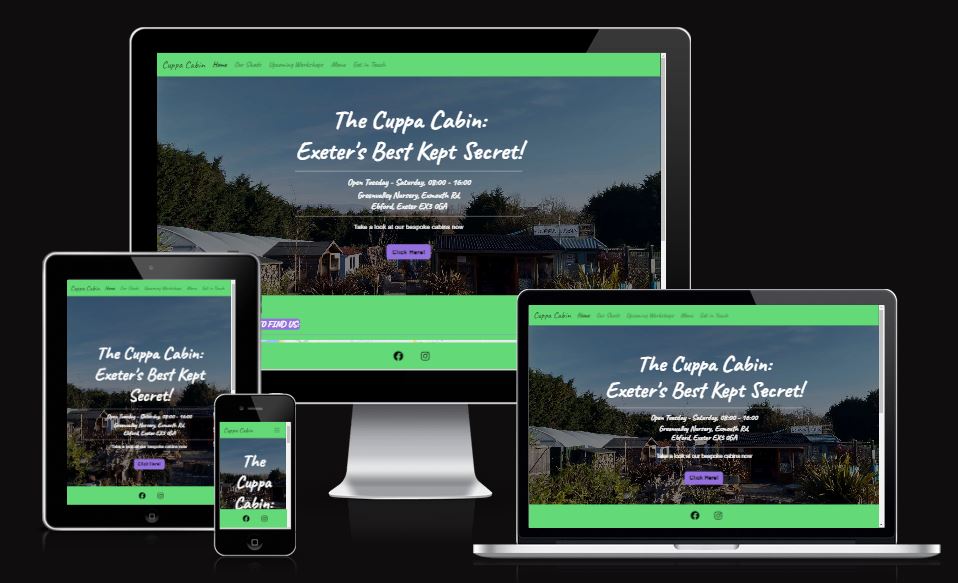 Cuppa Cabin Home Our Sheds Upcoming Workshops Menu Get in Touch
The Cuppa Cabin:
Exeter's Best Kept Secret!
Open Tuesday - Saturday, 08:00 - 16:00
Greenvalley Nursery, Exmouth Rd,
Ebford, Exeter EX3 0GA
Take a look at our bespoke cabins now
Click Here!
TO FIND US:
Cuppa Cabin Home Our Sheds Upcoming Workshops Menu Get in Touch
The Cuppa Cabin:
Exeter's Best Kept
Secret!
Open Tuesday - Saturday, 08:00 - 16:00
Greenvalley Nursery, Exmouth Rd,
Ebford, Exeter EX3 0GA
Take a look at our bespoke cabins now
Click Here!
Cuppa Cabin
The
Cuppa
Cabin:
Cuppa Cabin Home Our Sheds Upcoming Workshops Menu Get in Touch
The Cuppa Cabin:
Exeter's Best Kept Secret!
Open Tuesday - Saturday, 08:00 - 16:00
Greenvalley Nursery, Exmouth Rd,
Ebford, Exeter EX3 0GA
Take a look at our bespoke cabins now
Click Here!